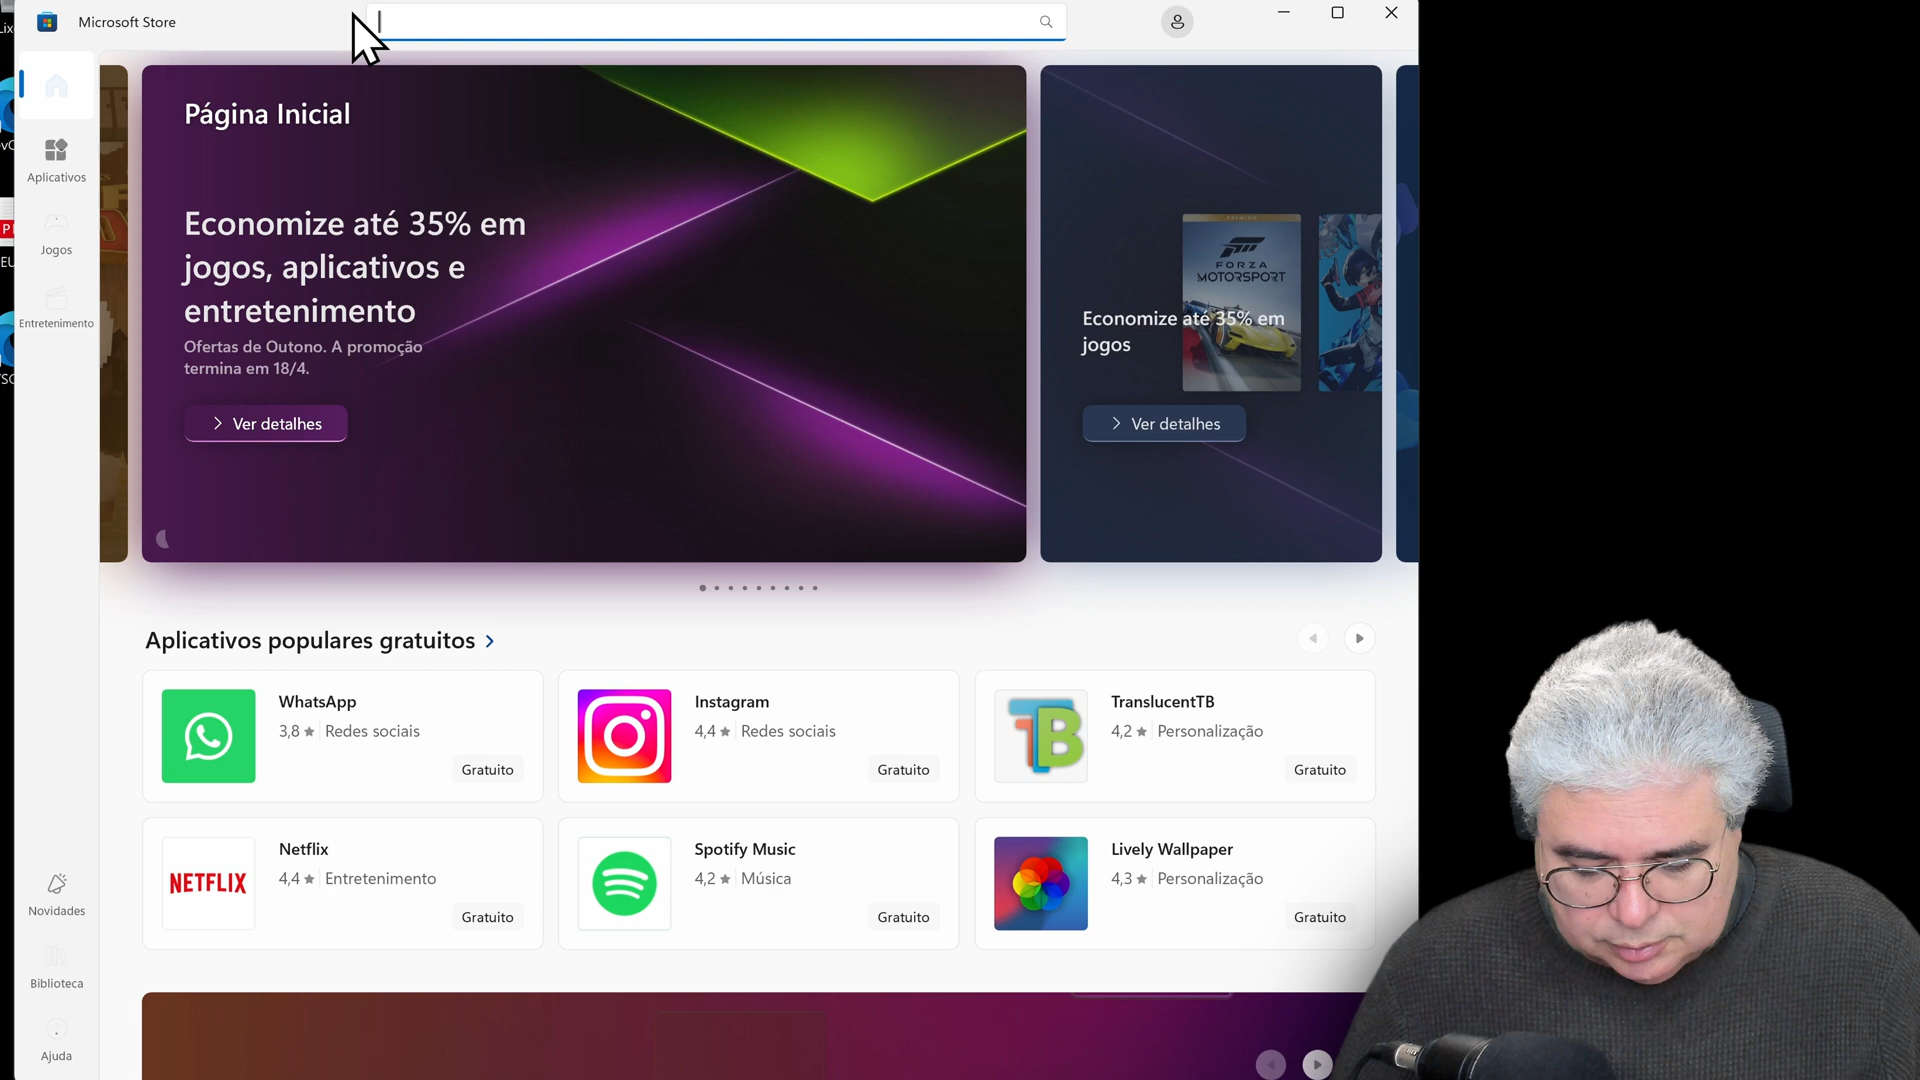 Lix
Microsoft Store
Página Inicial
Aplicativos
Jogos
Entretenimento
Economize até 35% em
jogos, aplicativos e
entretenimento
Ofertas de Outono. A promoção
termina em 18/4.
Ver detalhes
PREMIUM
FORZA
MOTORSPORT
Economize até 35% em
jogos
Ver detalhes
Aplicativos populares gratuitos
WhatsApp
3,8 ★ Redes sociais
Gratuito
Instagram
4,4 ★ Redes sociais
Gratuito
TB
TranslucentTB
4,2 ★ Personalização
Gratuito
NETFLIX
Netflix
4,4 ★ Entretenimento
Gratuito
Spotify Music
4,2 ★ Música
Gratuito
Lively Wallpaper
4,3 ★ Personalização
Gratuito
Novidades
Biblioteca
Ajuda